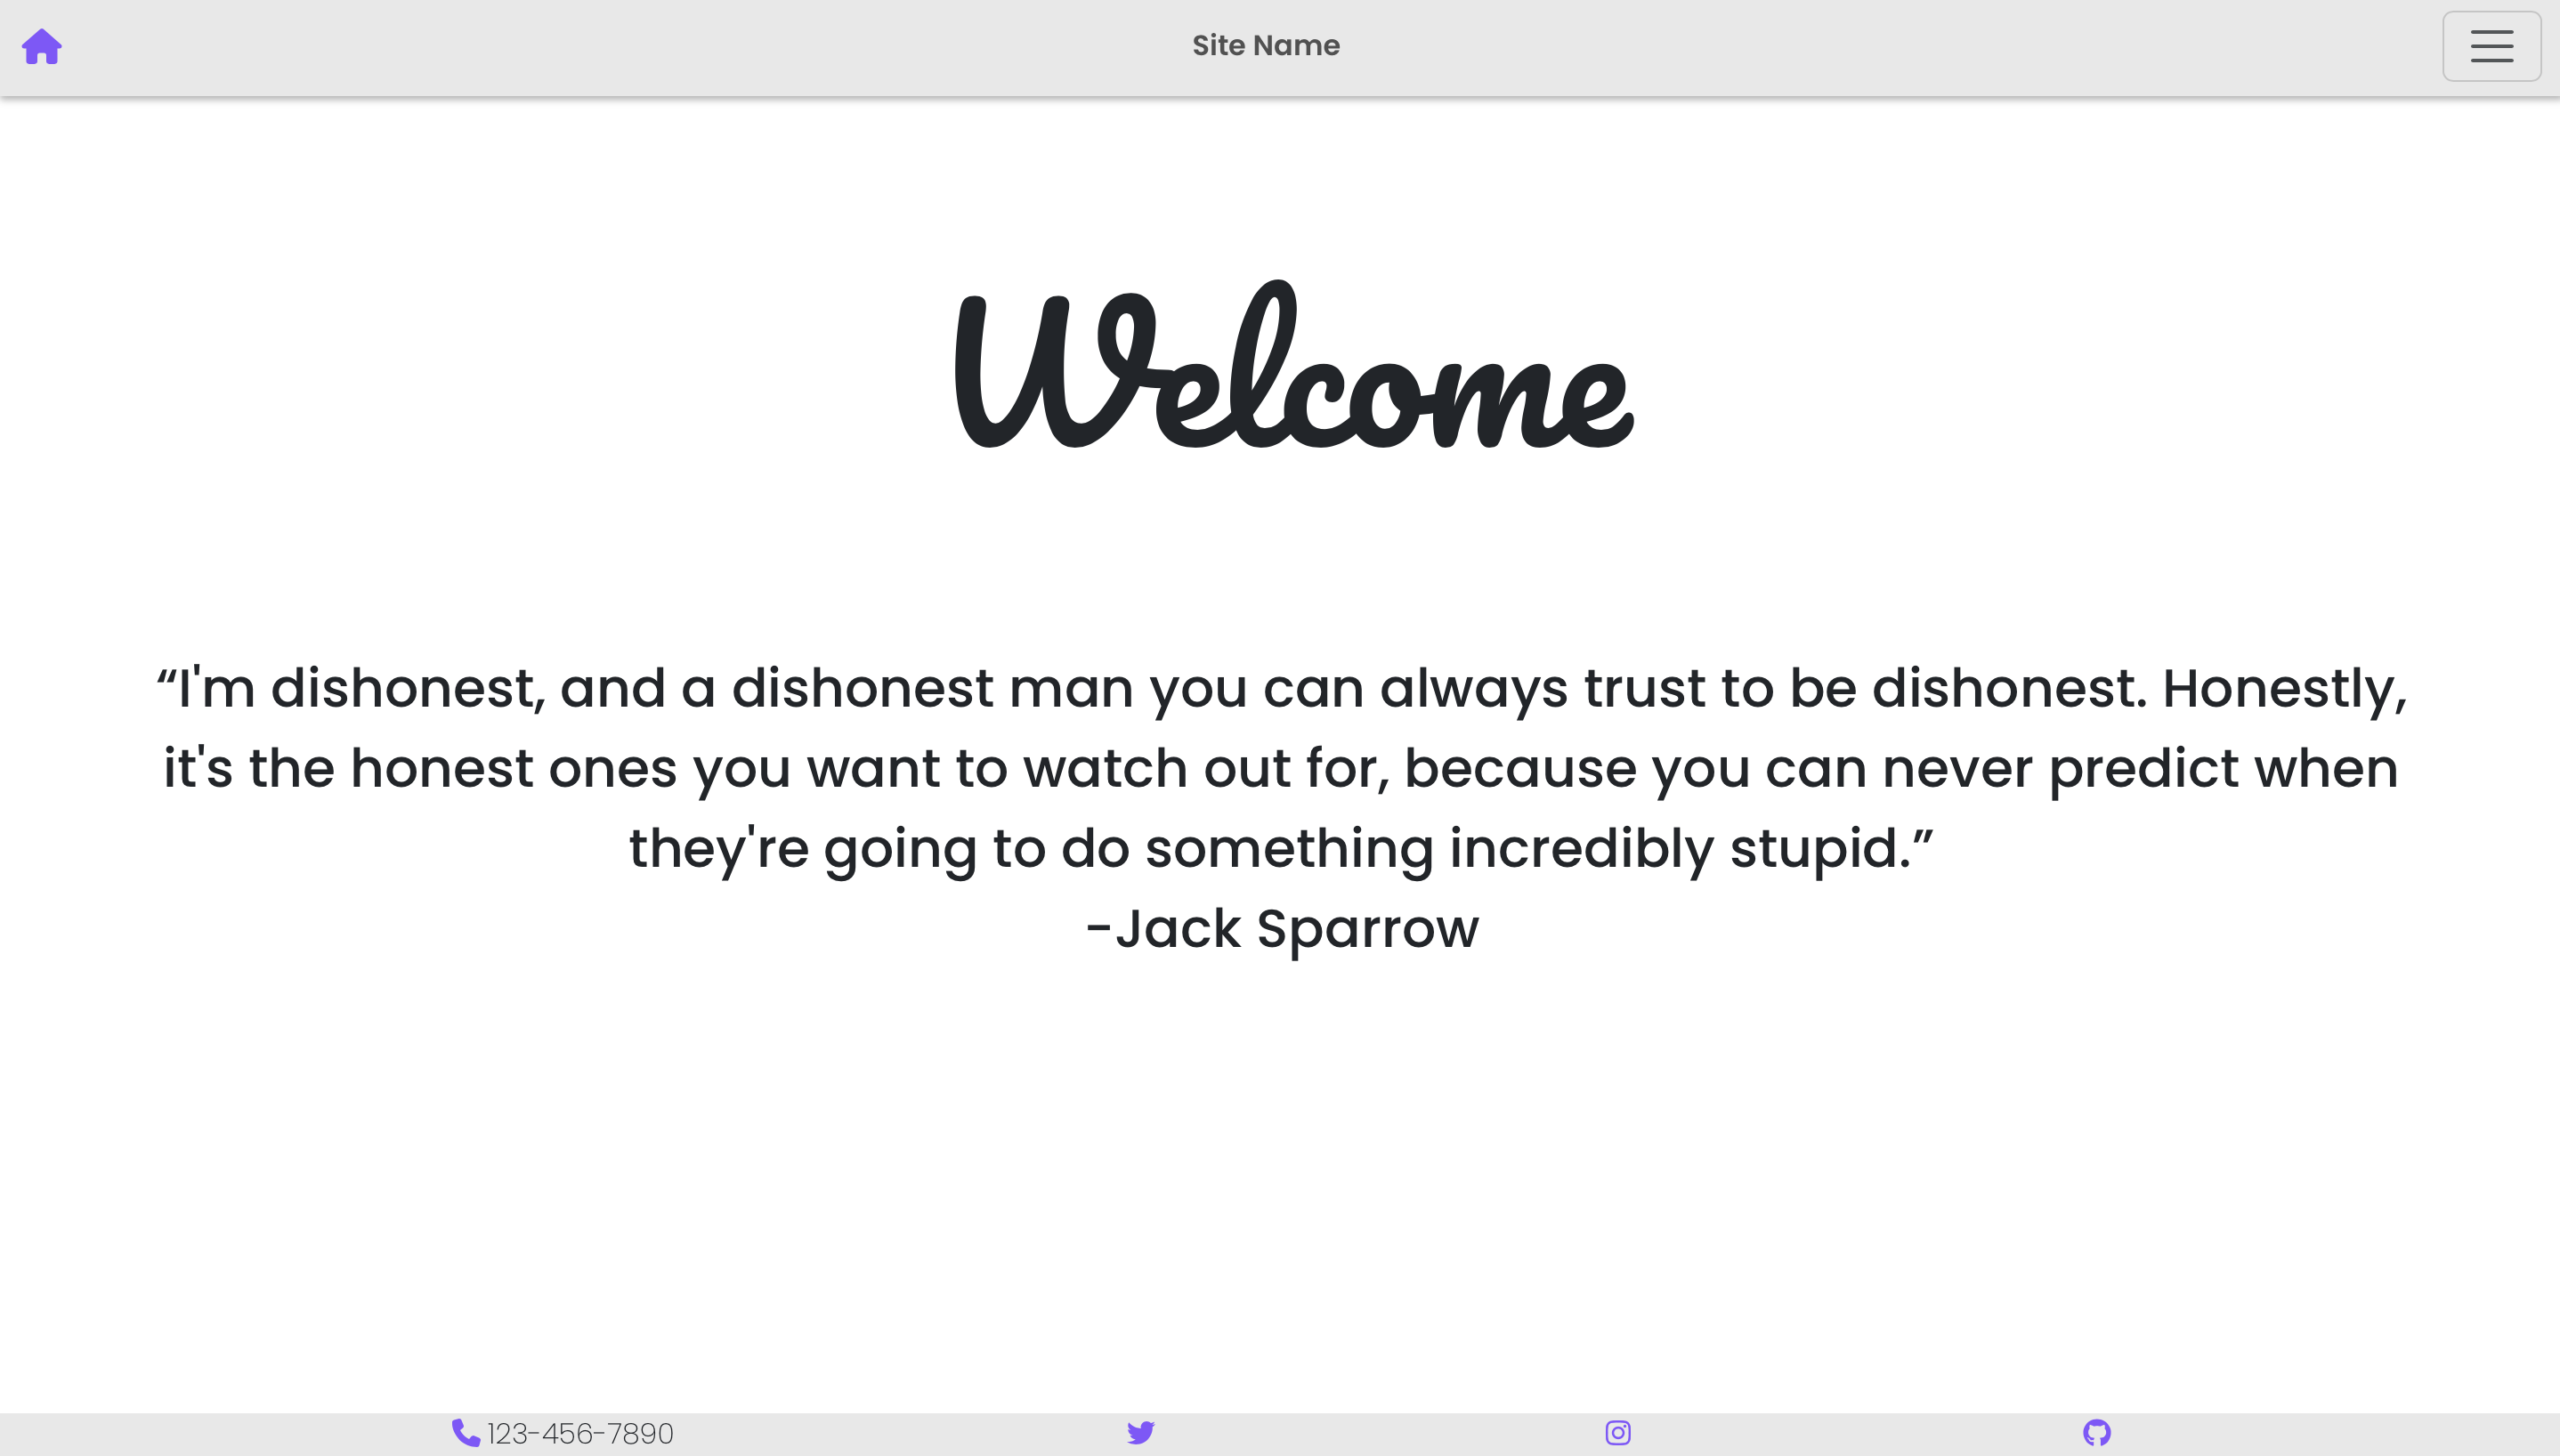 Site Name
Welcome
“I'm dishonest, and a dishonest man you can always trust to be dishonest. Honestly,
it's the honest ones you want to watch out for, because you can never predict when
they're going to do something incredibly stupid.”
-Jack Sparrow
123-456-7890